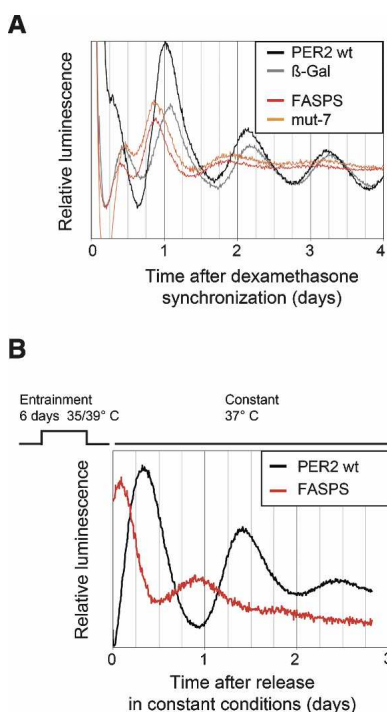 A
Relative luminescence
PER2 wt
ß-Gal
FASPS
mut-7
0 1 2 3 4
Time after dexamethasone
synchronization (days)
B
Entrainment
6 days 35/39° C
Constant
37° C
Relative luminescence
PER2 wt
FASPS
0 1 2 3
Time after release
in constant conditions (days)